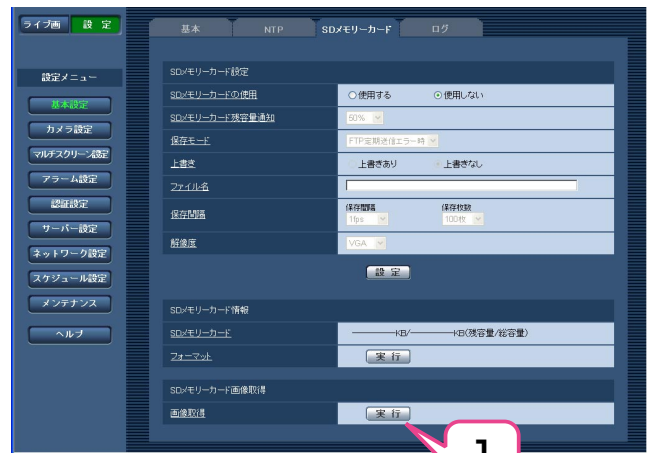 ライブ画 設 定
基本 NTP SDメモリーカード ログ
設定メニュー
基本設定
カメラ設定
マルチスクリーン設定
アラーム設定
認証設定
サーバー設定
ネットワーク設定
スケジュール設定
メンテナンス
ヘルプ
SDメモリーカード設定
SDメモリーカードの使用 使用する 使用しない
SDメモリーカード残容量通知 50%
保存モード FTP定期送信エラー時
上書き 上書きあり 上書きなし
ファイル名
保存間隔 保存間隔 保存枚数
1fps 100枚
解像度 VGA
設 定
SDメモリーカード情報
SDメモリーカード ーーーーKB/ーーーーKB(残容量/総容量)
フォーマット 実 行
SDメモリーカード画像取得
画像取得 実 行
1